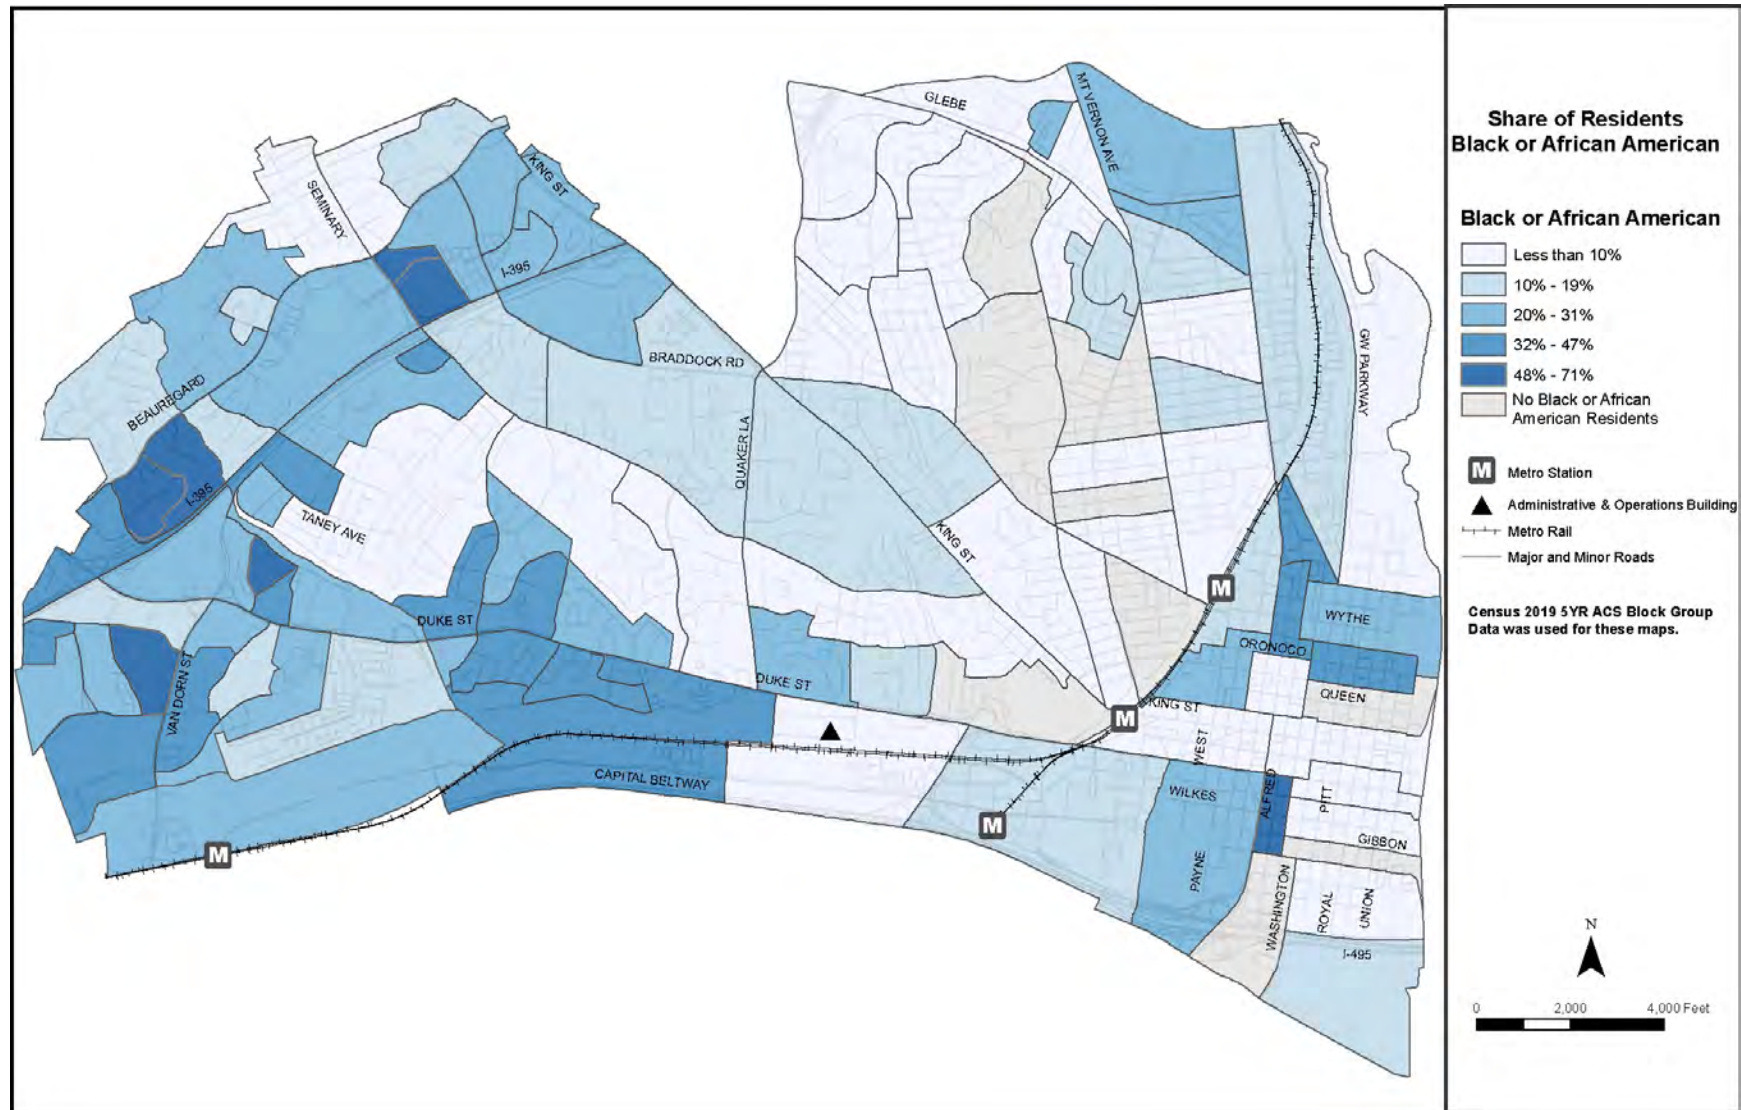 GLEBE
MT VERNON AVE
KING ST
SEMINARY
I-395
BRADDOCK RD
GW PARKWAY
BEAUREGARD
QUAKER LA
I-395
TANEY AVE
KING ST
DUKE ST
WYTHE
ORONOCO
VAN DORN ST
DUKE ST
QUEEN
KING ST
WEST
CAPITAL BELTWAY
WILKES
ALFRED
PITT
GIBBON
PAYNE
WASHINGTON
ROYAL
UNION
I-495
M
M
M
M
Share of Residents
Black or African American
Black or African American
Less than 10%
10% - 19%
20% - 31%
32% - 47%
48% - 71%
No Black or African
American Residents
M Metro Station
Administrative & Operations Building
Metro Rail
Major and Minor Roads
Census 2019 5YR ACS Block Group
Data was used for these maps.
N
0 2,000 4,000 Feet